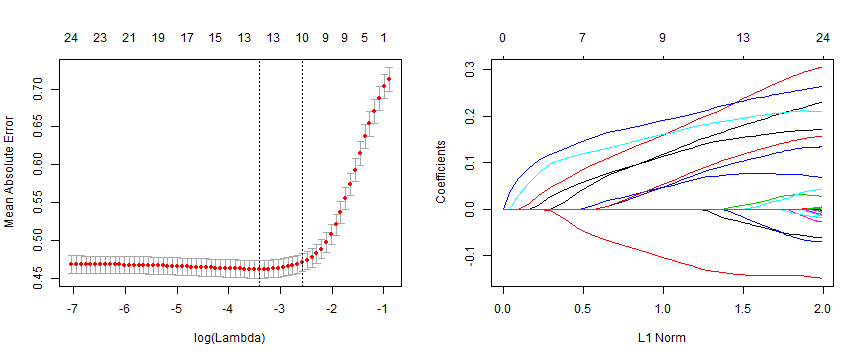 24 23 21 19 17 15 13 13 10 9 9 5 1
Mean Absolute Error
0.70
0.65
0.60
0.55
0.50
0.45
-7 -6 -5 -4 -3 -2 -1
log(Lambda)
0 7 9 13 24
Coefficients
0.3
0.2
0.1
0.0
-0.1
0.0 0.5 1.0 1.5 2.0
L1 Norm